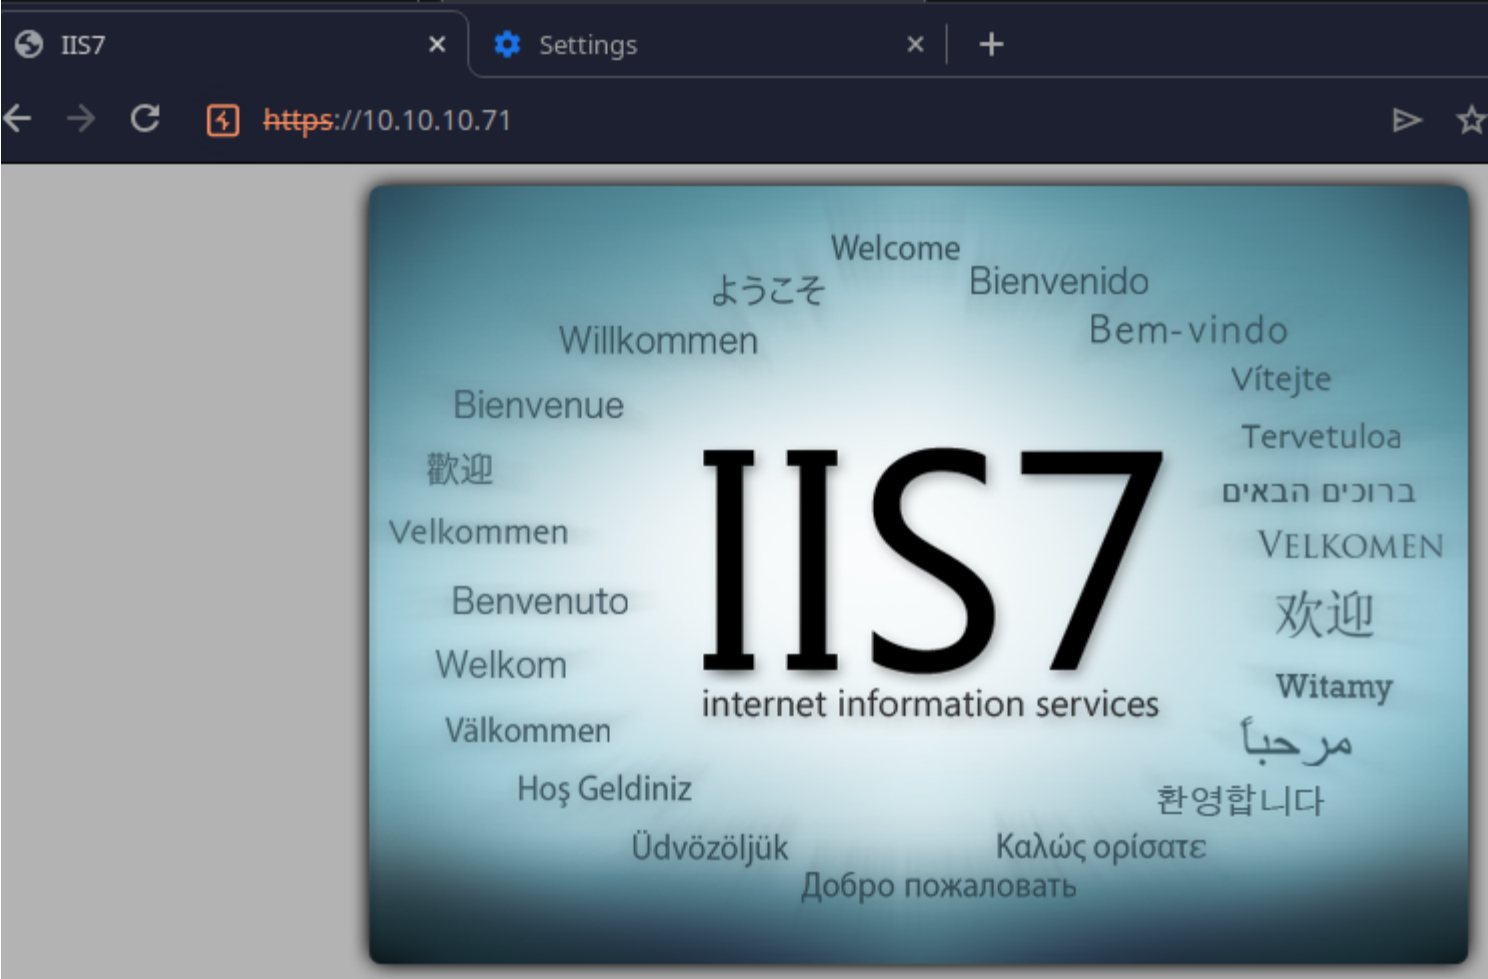 IIS7
Settings
https://10.10.10.71
Welcome
ようこそ
Bienvenido
Willkommen
Bem-vindo
Vítejte
Bienvenue
Tervetuloa
歡迎
ברוכים הבאים
Velkommen
VELKOMEN
IIS7
internet information services
Benvenuto
欢迎
Welkom
Witamy
Välkommen
مرحباً
Hoş Geldiniz
환영합니다
Üdvözöljük
Καλώς ορίσατε
Добро пожаловать